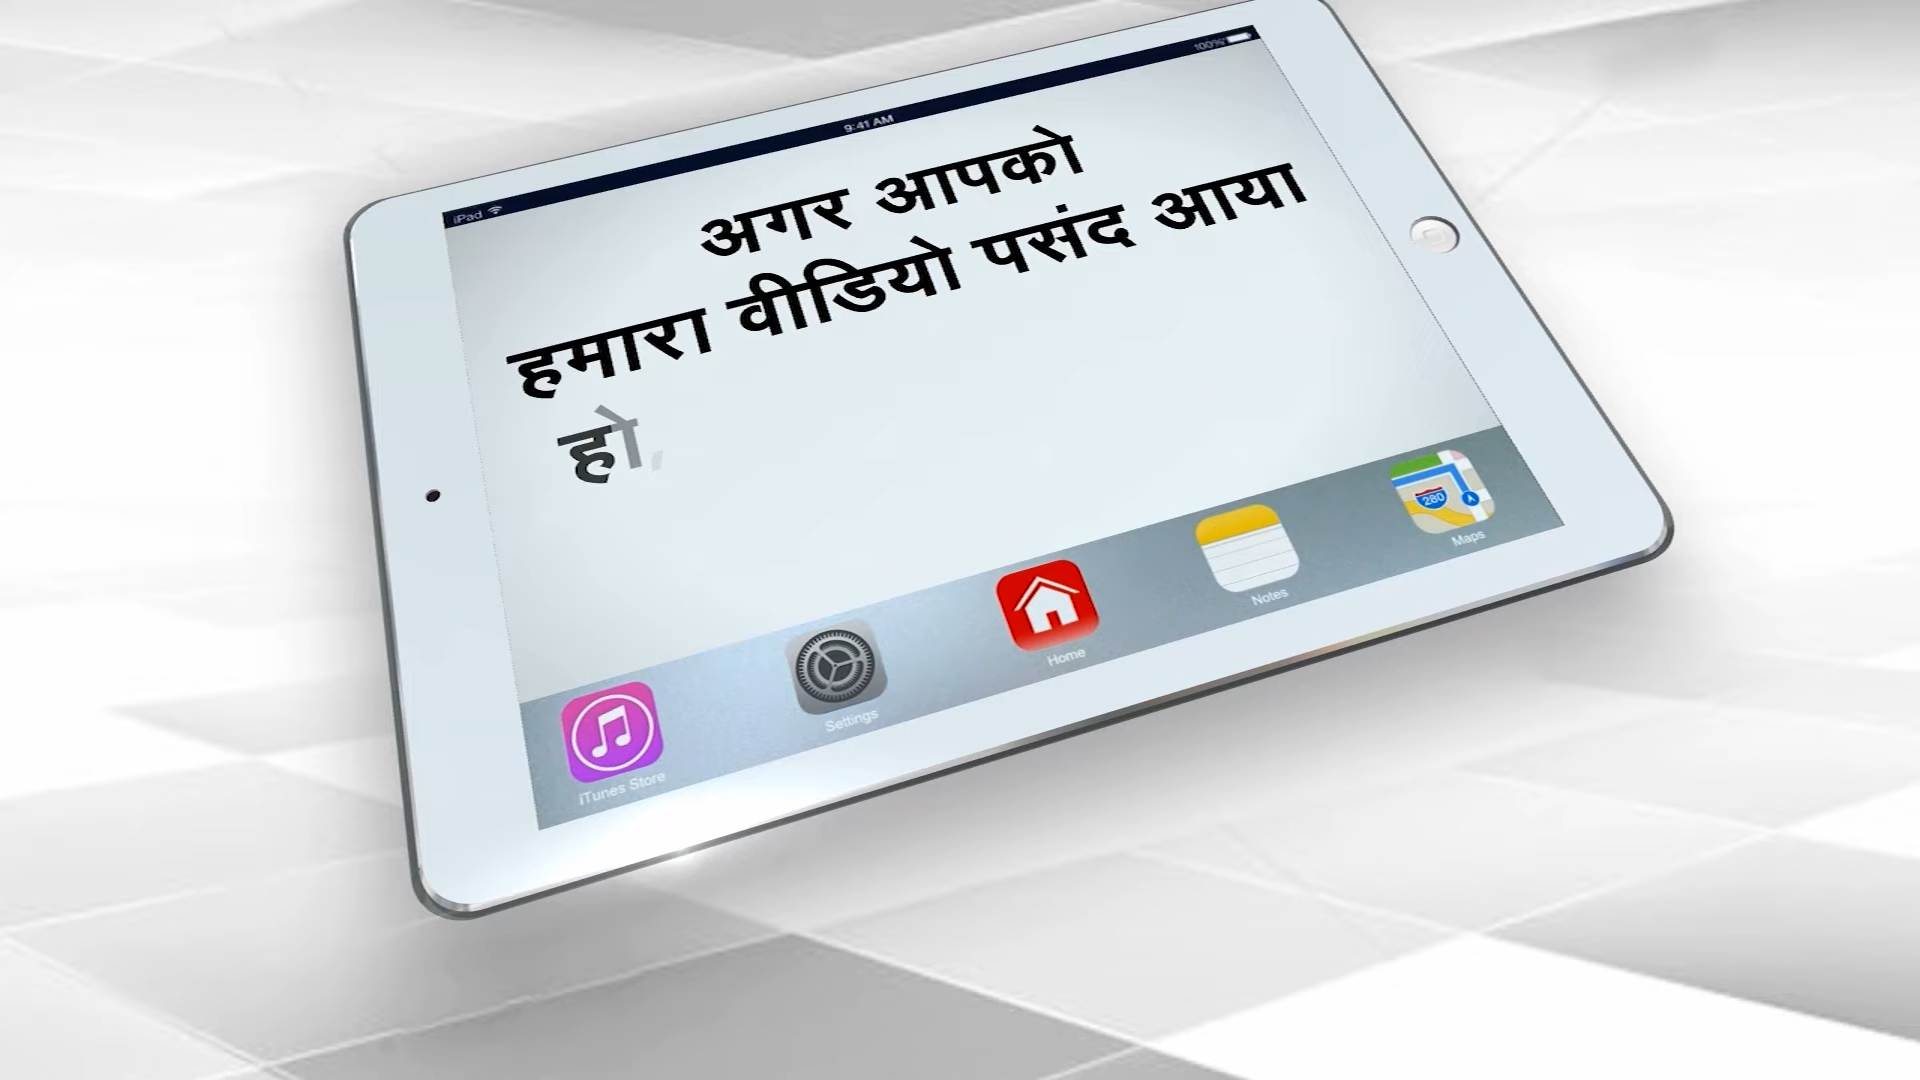 iPad
9:41 AM
100%
अगर आपको
हमारा वीडियो पसंद आया
हो,
iTunes Store
Settings
Home
Notes
280
Maps